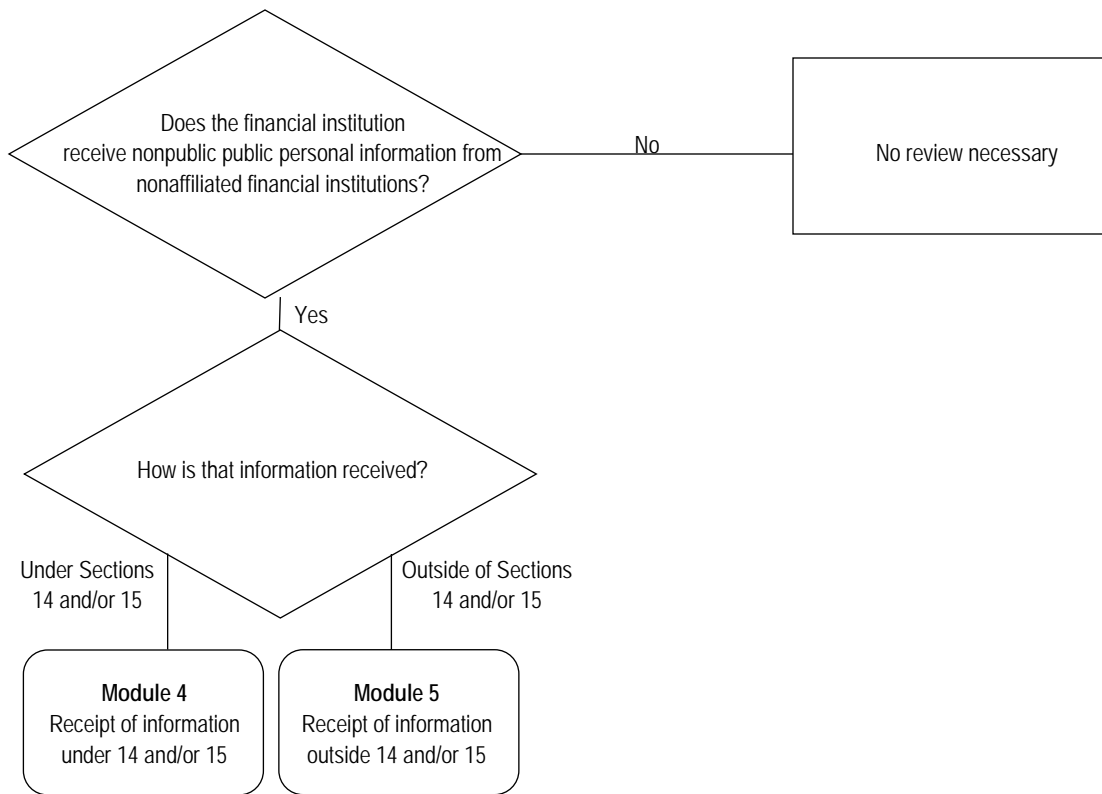 Does the financial institution
receive nonpublic public personal information from
nonaffiliated financial institutions?
No
No review necessary
Yes
How is that information received?
Under Sections
14 and/or 15
Outside of Sections
14 and/or 15
Module 4
Receipt of information
under 14 and/or 15
Module 5
Receipt of information
outside 14 and/or 15